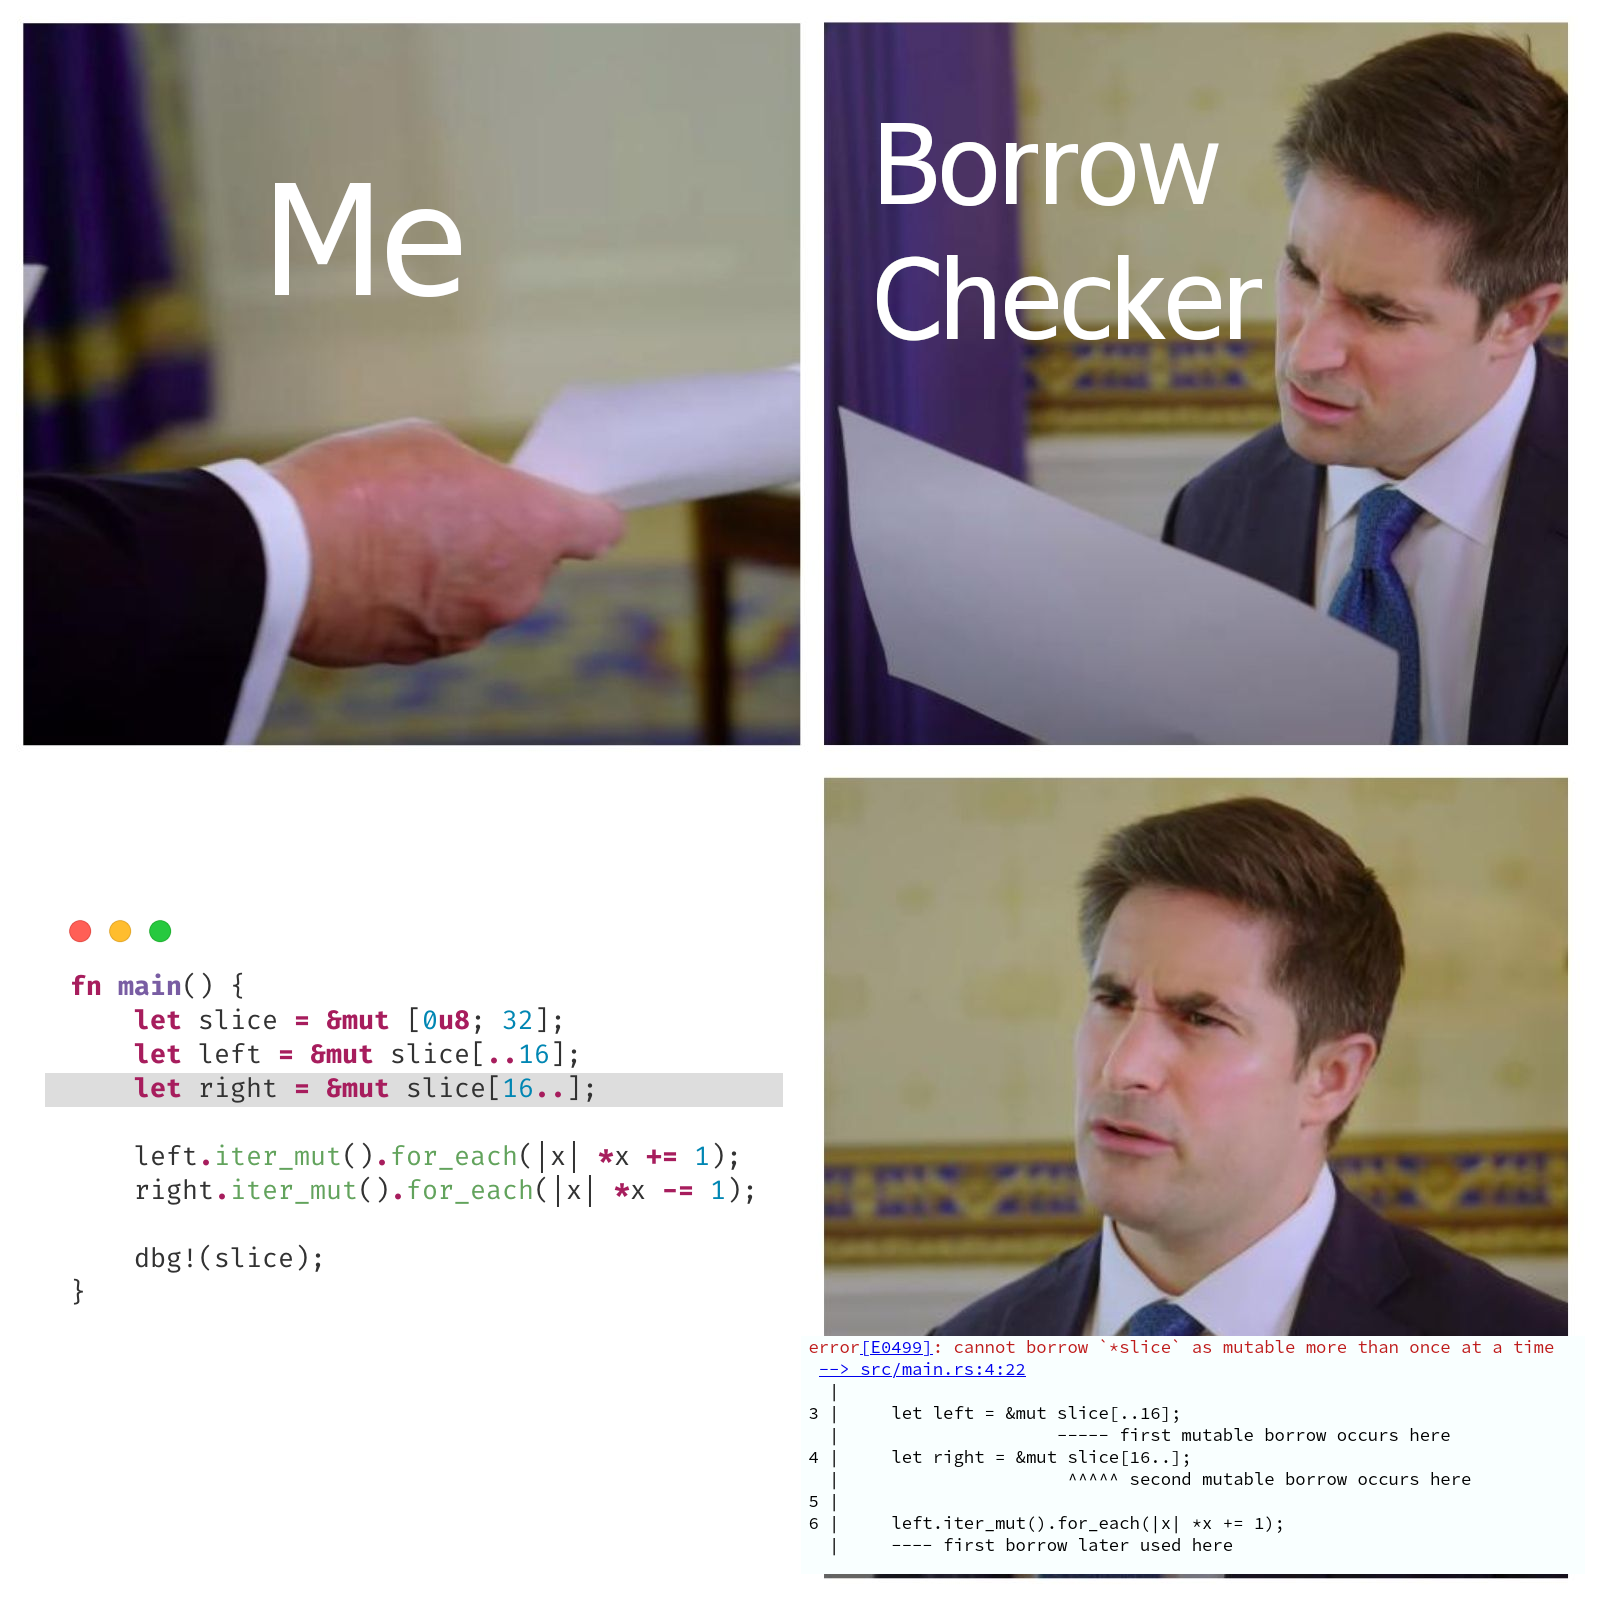 Me
Borrow
Checker
fn main() {
    let slice = &mut [0u8; 32];
    let left = &mut slice[..16];
    let right = &mut slice[16..];

    left.iter_mut().for_each(|x| *x += 1);
    right.iter_mut().for_each(|x| *x -= 1);

    dbg!(slice);
}
error[E0499]: cannot borrow `*slice` as mutable more than once at a time
 --> src/main.rs:4:22
  |
3 |     let left = &mut slice[..16];
  |                     ----- first mutable borrow occurs here
4 |     let right = &mut slice[16..];
  |                      ^^^^^ second mutable borrow occurs here
5 |
6 |     left.iter_mut().for_each(|x| *x += 1);
  |     ---- first borrow later used here